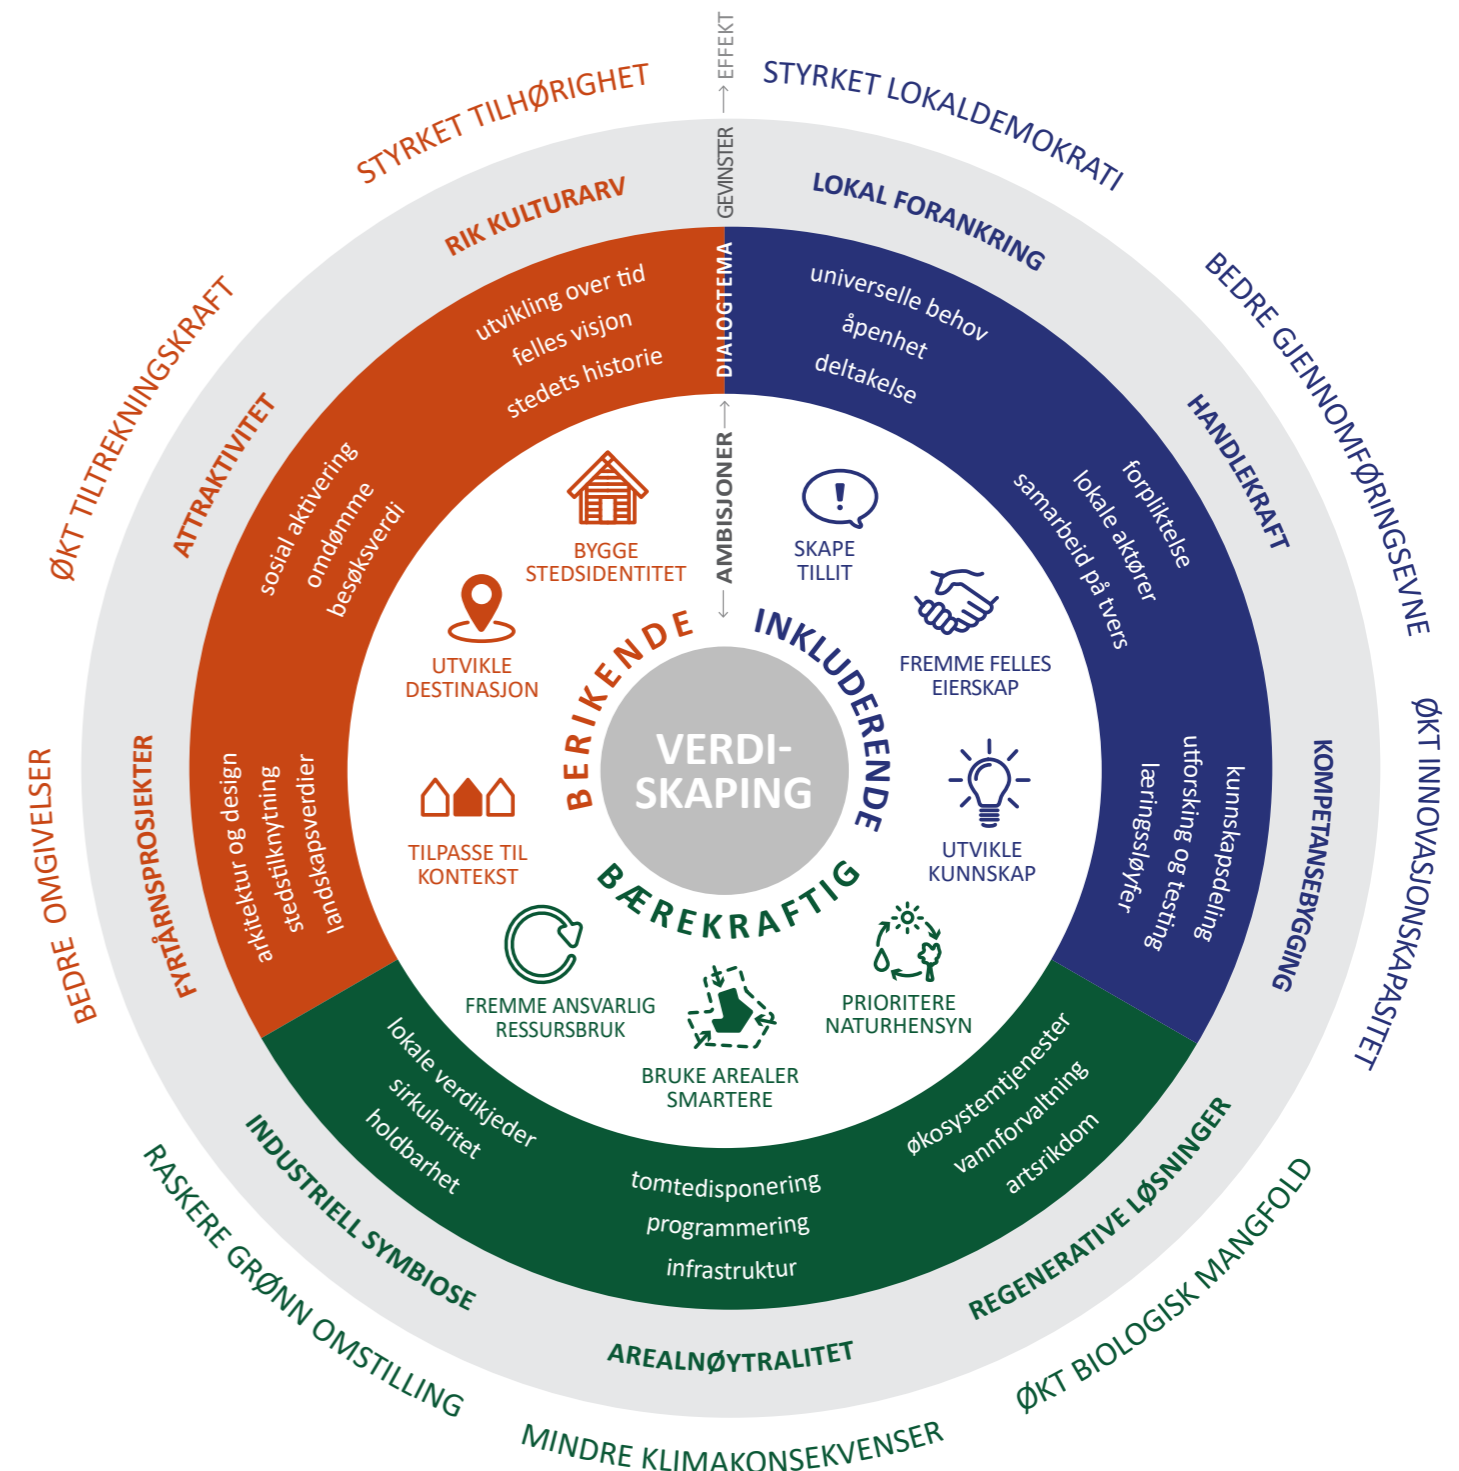 EFFEKT
GEVINSTER
DIALOGTEMA
AMBISJONER
VERDI-
SKAPING
INKLUDERENDE
SKAPE
TILLIT
universelle behov
åpenhet
deltakelse
LOKAL FORANKRING
STYRKET LOKALDEMOKRATI
FREMME FELLES
EIERSKAP
forpliktelse
lokale aktører
samarbeid på tvers
HANDLEKRAFT
BEDRE GJENNOMFØRINGSEVNE
UTVIKLE
KUNNSKAP
kunnskapsdeling
utforsking og testing
læringssløyfer
KOMPETANSEBYGGING
ØKT INNOVASJONSKAPASITET
BÆREKRAFTIG
PRIORITERE
NATURHENSYN
økosystemtjenester
vannforvaltning
artsrikdom
REGENERATIVE LØSNINGER
ØKT BIOLOGISK MANGFOLD
BRUKE AREALER
SMARTERE
tomtedisponering
programmering
infrastruktur
AREALNØYTRALITET
MINDRE KLIMAKONSEKVENSER
FREMME ANSVARLIG
RESSURSBRUK
lokale verdikjeder
sirkularitet
holdbarhet
INDUSTRIELL SYMBIOSE
RASKERE GRØNN OMSTILLING
BERIKENDE
TILPASSE TIL
KONTEKST
arkitektur og design
stedstilknytning
landskapsverdier
FYRTÅRNSPROSJEKTER
BEDRE OMGIVELSER
UTVIKLE
DESTINASJON
sosial aktivering
omdømme
besøksverdi
ATTRAKTIVITET
ØKT TILTREKNINGSKRAFT
BYGGE
STEDSIDENTITET
utvikling over tid
felles visjon
stedets historie
RIK KULTURARV
STYRKET TILHØRIGHET